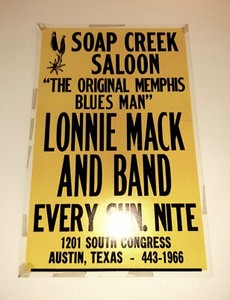 SOAP CREEK
SALOON
"THE ORIGINAL MEMPHIS
BLUES MAN"
LONNIE MACK
AND BAND
EVERY SUN. NITE
1201 SOUTH CONGRESS
AUSTIN, TEXAS - 443-1966